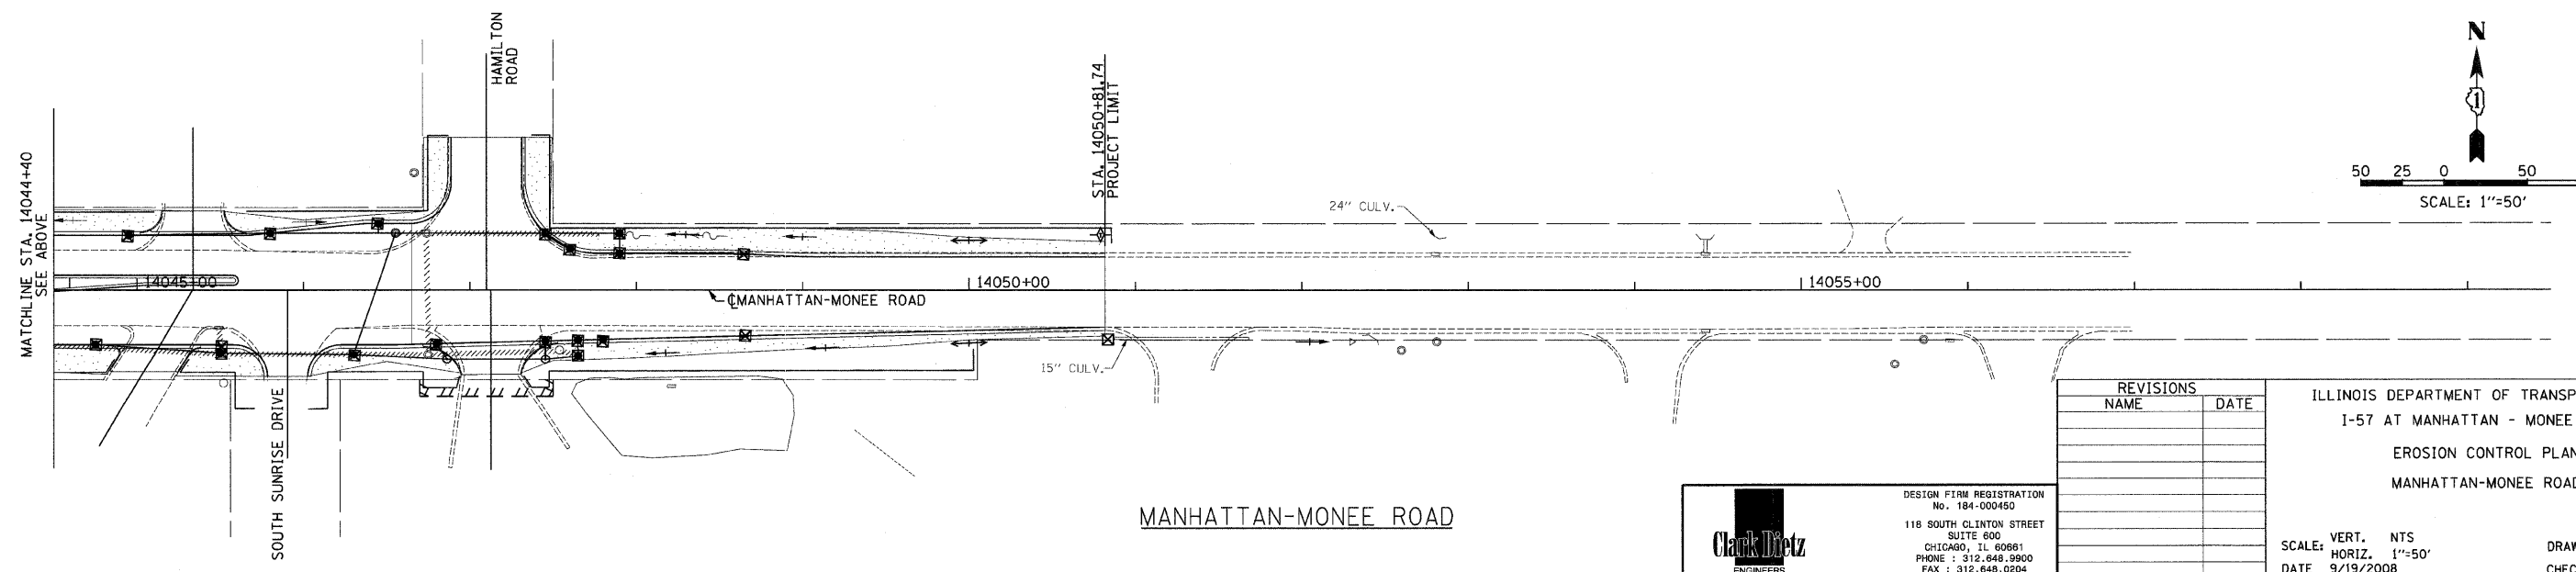 HAMILTON
ROAD
MATCHLINE STA. 14044+40
SEE ABOVE
STA. 14050+81.74
PROJECT LIMIT
N
1
50 25 0 50
SCALE: 1"=50'
24" CULV.
14045+00
14050+00
14055+00
℄MANHATTAN-MONEE ROAD
15" CULV.
SOUTH SUNRISE DRIVE
MANHATTAN-MONEE ROAD
Clark Dietz
ENGINEERS
DESIGN FIRM REGISTRATION
No. 184-000450
118 SOUTH CLINTON STREET
SUITE 600
CHICAGO, IL 60661
PHONE : 312.648.9900
FAX : 312.648.0204
REVISIONS
NAME DATE
ILLINOIS DEPARTMENT OF TRANSP
I-57 AT MANHATTAN - MONEE
EROSION CONTROL PLAN
MANHATTAN-MONEE ROAD
SCALE: VERT. NTS
HORIZ. 1"=50'
DATE 9/19/2008
DRAW
CHEC